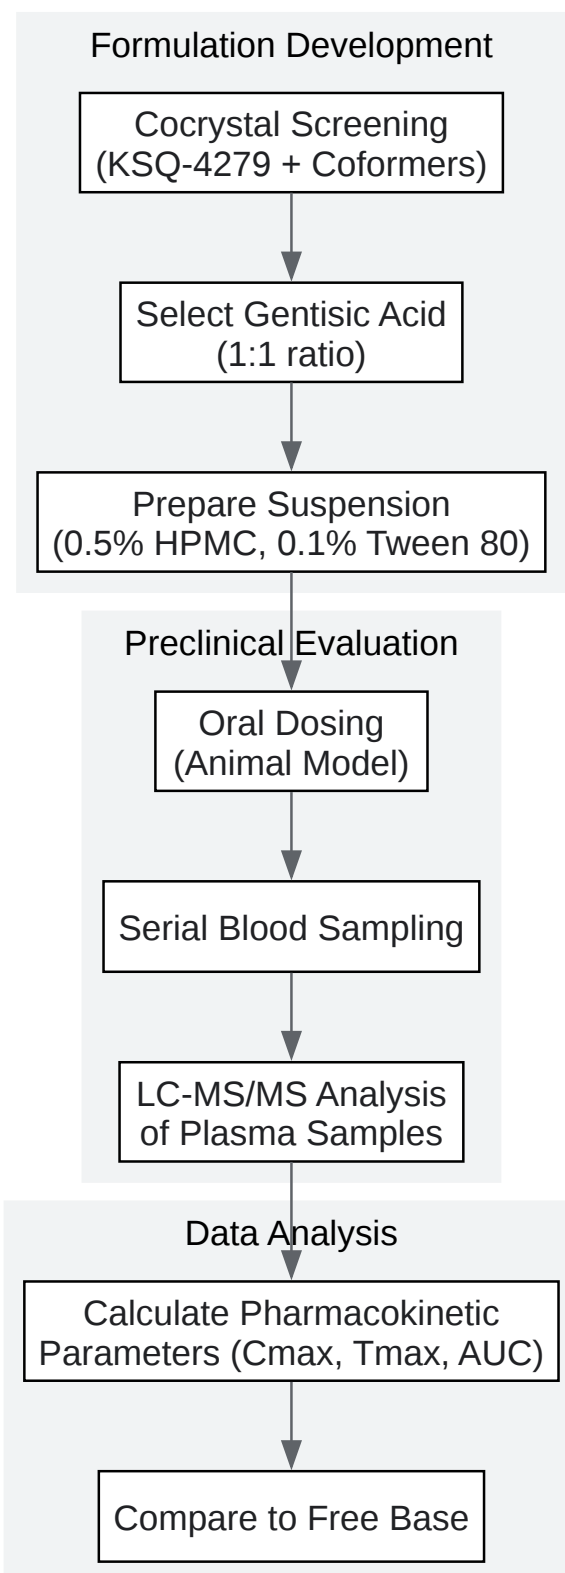 Formulation Development
Cocrystal Screening
(KSQ-4279 + Coformers)
Select Gentisic Acid
(1:1 ratio)
Prepare Suspension
(0.5% HPMC, 0.1% Tween 80)
Preclinical Evaluation
Oral Dosing
(Animal Model)
Serial Blood Sampling
LC-MS/MS Analysis
of Plasma Samples
Data Analysis
Calculate Pharmacokinetic
Parameters (Cmax, Tmax, AUC)
Compare to Free Base